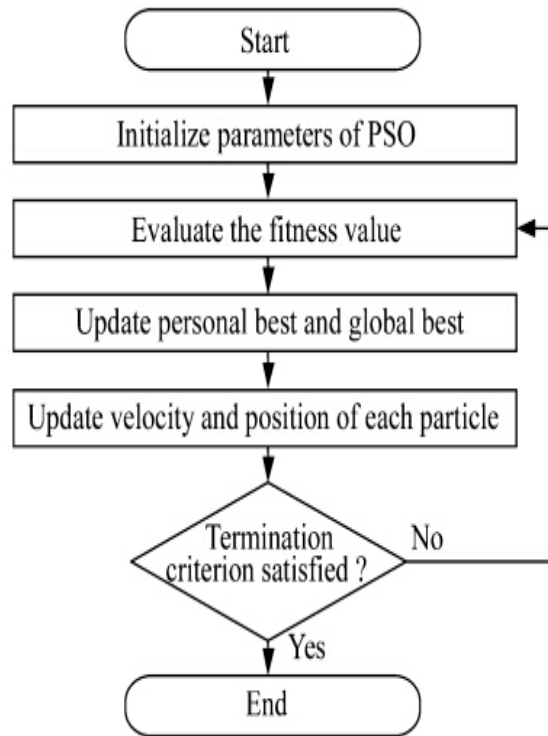 Start
Initialize parameters of PSO
Evaluate the fitness value
Update personal best and global best
Update velocity and position of each particle
Termination
criterion satisfied ?
No
Yes
End